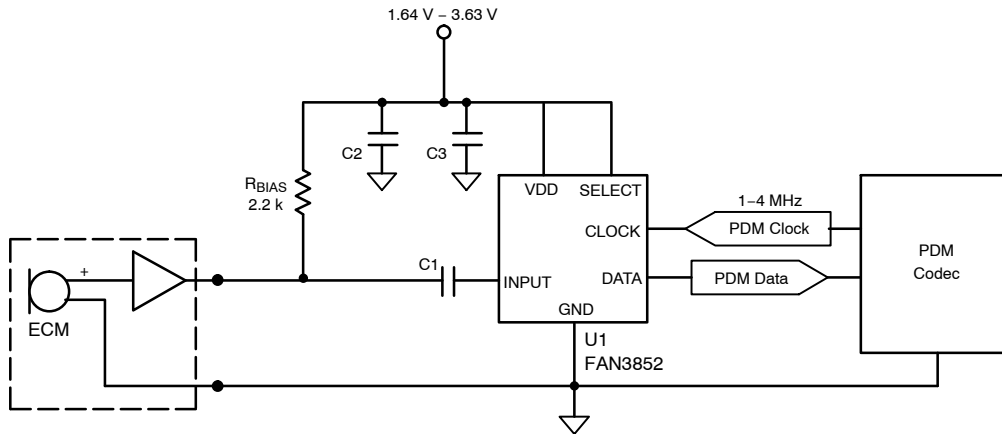 1.64 V − 3.63 V
C2
C3
RBIAS
2.2 k
VDD
SELECT
1−4 MHz
CLOCK
PDM Clock
PDM
Codec
+
C1
INPUT
DATA
PDM Data
GND
ECM
U1
FAN3852